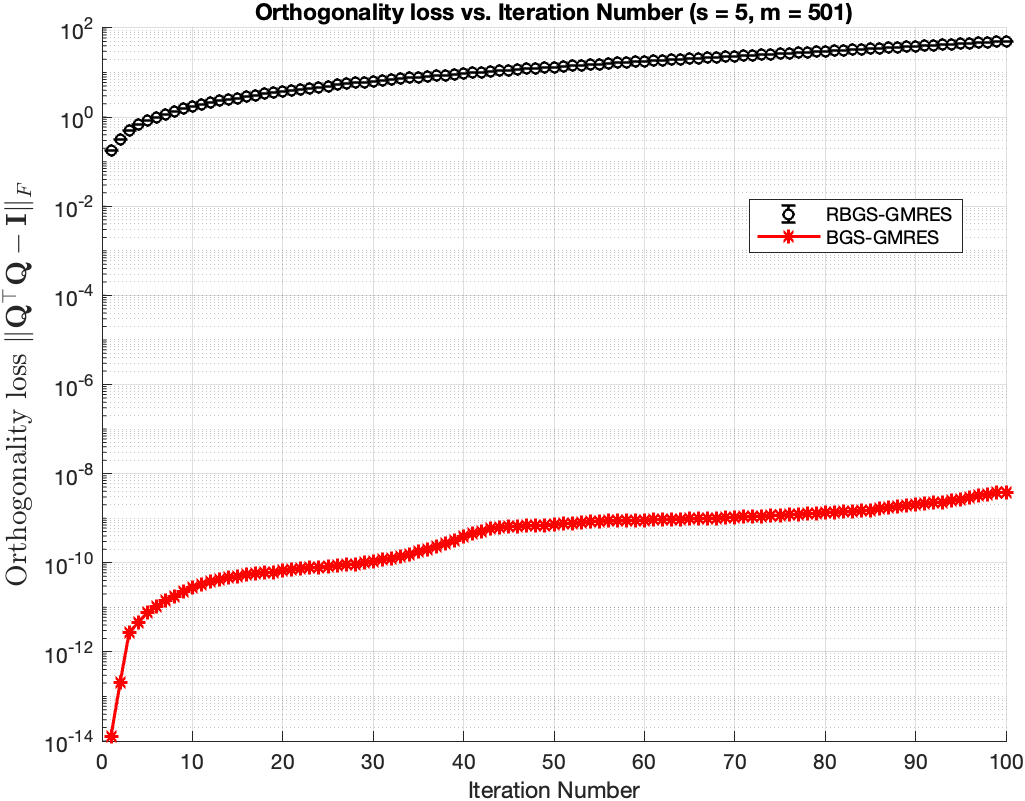 Orthogonality loss vs. Iteration Number (s = 5, m = 501)
Orthogonality loss ||Q⊤Q − I||_F
10^2
10^0
10^-2
10^-4
10^-6
10^-8
10^-10
10^-12
10^-14
RBGS-GMRES
BGS-GMRES
0 10 20 30 40 50 60 70 80 90 100
Iteration Number